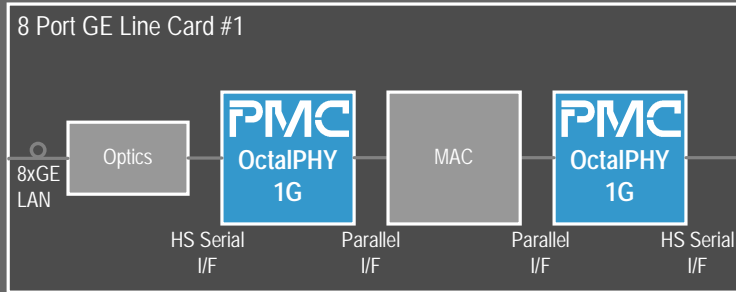 8 Port GE Line Card #1
8xGE
LAN
Optics
PMC
OctalPHY
1G
MAC
PMC
OctalPHY
1G
HS Serial
I/F
Parallel
I/F
Parallel
I/F
HS Serial
I/F